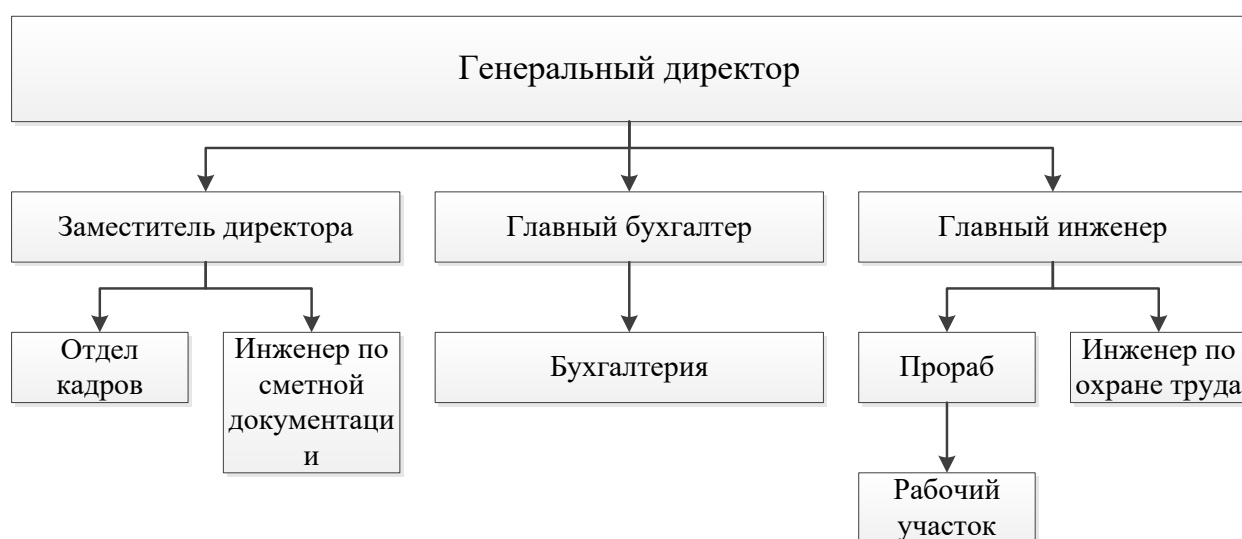 Генеральный директор
Заместитель директора
Главный бухгалтер
Главный инженер
Отдел
кадров
Инженер по
сметной
документаци
и
Бухгалтерия
Прораб
Инженер по
охране труда
Рабочий
участок